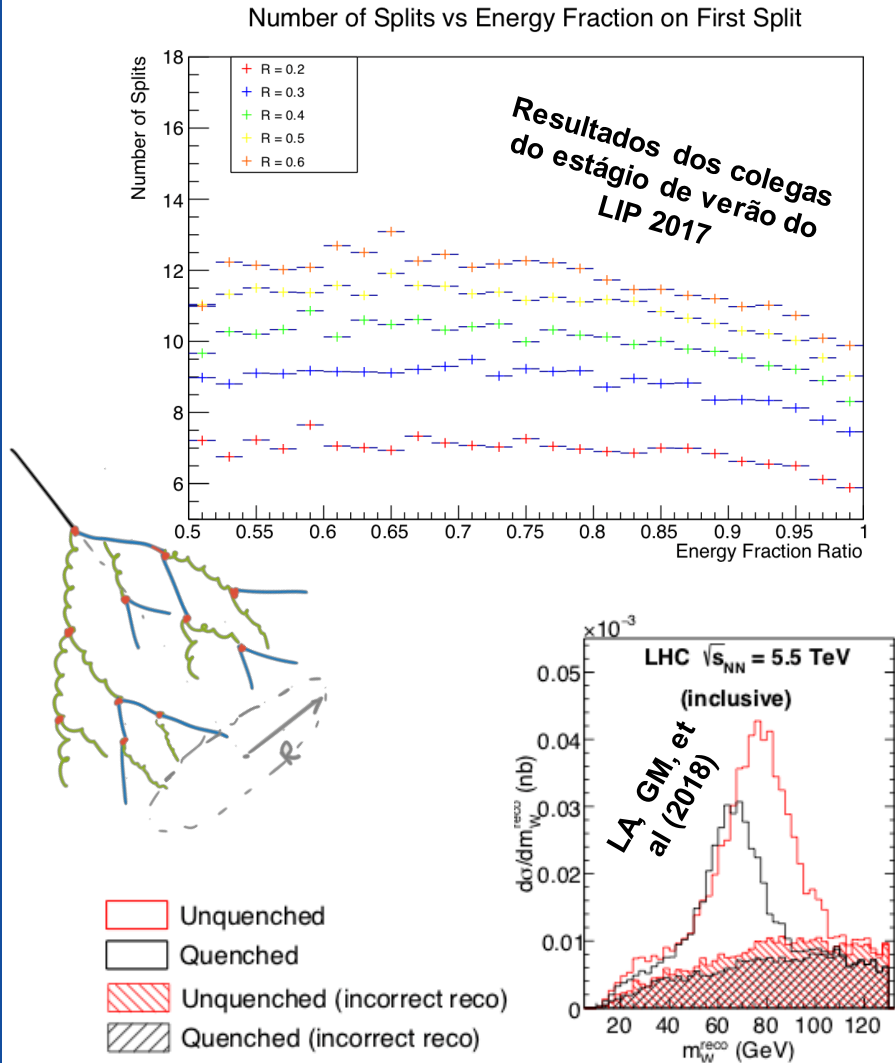 Number of Splits vs Energy Fraction on First Split
Number of Splits
18
16
14
12
10
8
6
R = 0.2
R = 0.3
R = 0.4
R = 0.5
R = 0.6
Resultados dos colegas
do estágio de verão do
LIP 2017
0.5 0.55 0.6 0.65 0.7 0.75 0.8 0.85 0.9 0.95 1
Energy Fraction Ratio
R
×10⁻³
LHC √s_NN = 5.5 TeV
(inclusive)
LA, GM, et
al (2018)
dσ/dm_W^reco (nb)
0.05
0.04
0.03
0.02
0.01
0
20 40 60 80 100 120
m_W^reco (GeV)
Unquenched
Quenched
Unquenched (incorrect reco)
Quenched (incorrect reco)